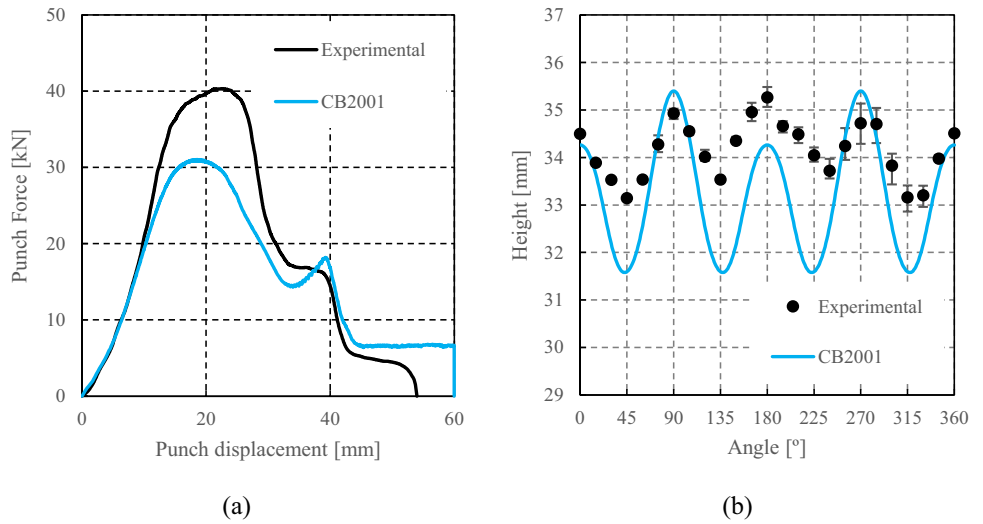 50
40
30
20
10
0
Punch Force [kN]
Experimental
CB2001
0 20 40 60
Punch displacement [mm]
(a)
37
36
35
34
33
32
31
30
29
Height [mm]
Experimental
CB2001
0 45 90 135 180 225 270 315 360
Angle [º]
(b)